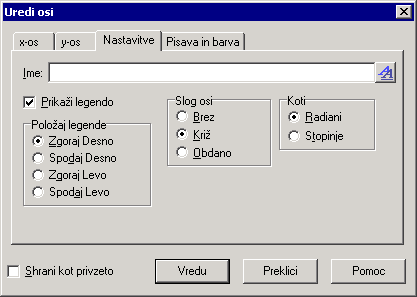 Uredi osi
x-os y-os Nastavitve Pisava in barva
Ime:
Prikaži legendo
Položaj legende
Zgoraj Desno
Spodaj Desno
Zgoraj Levo
Spodaj Levo
Slog osi
Brez
Križ
Obdano
Koti
Radiani
Stopinje
Shrani kot privzeto
Vredu
Preklici
Pomoc